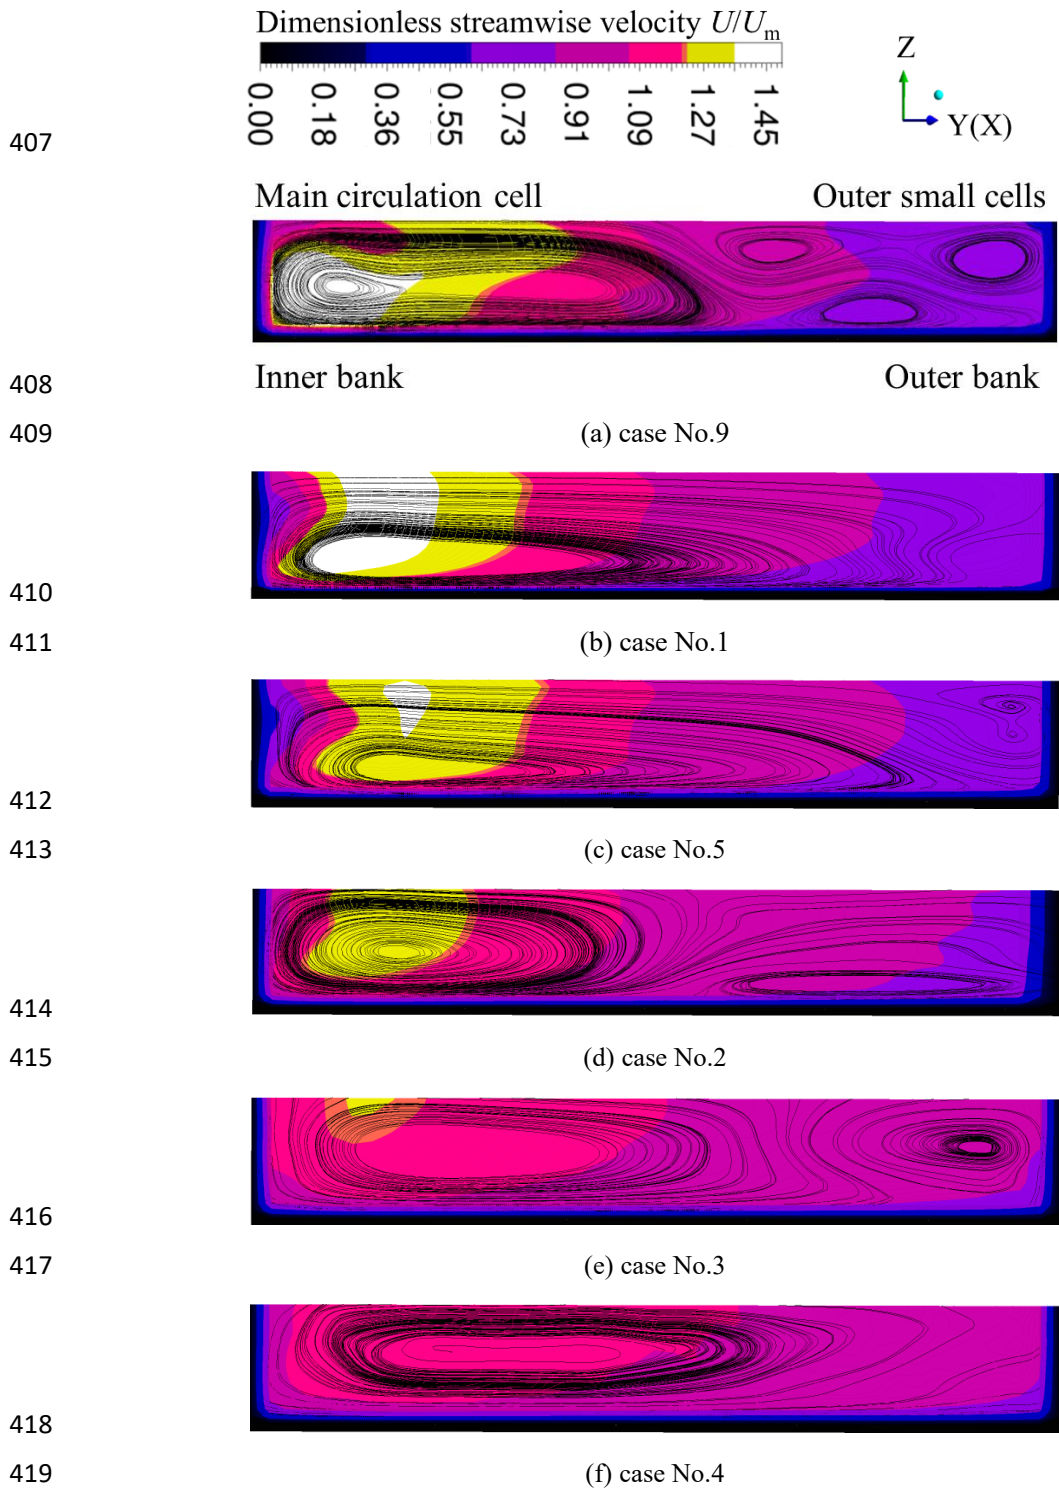 Dimensionless streamwise velocity U/Um
0.00 0.18 0.36 0.55 0.73 0.91 1.09 1.27 1.45
Z
Y(X)
407
Main circulation cell Outer small cells
408 Inner bank Outer bank
409 (a) case No.9
410
411 (b) case No.1
412
413 (c) case No.5
414
415 (d) case No.2
416
417 (e) case No.3
418
419 (f) case No.4